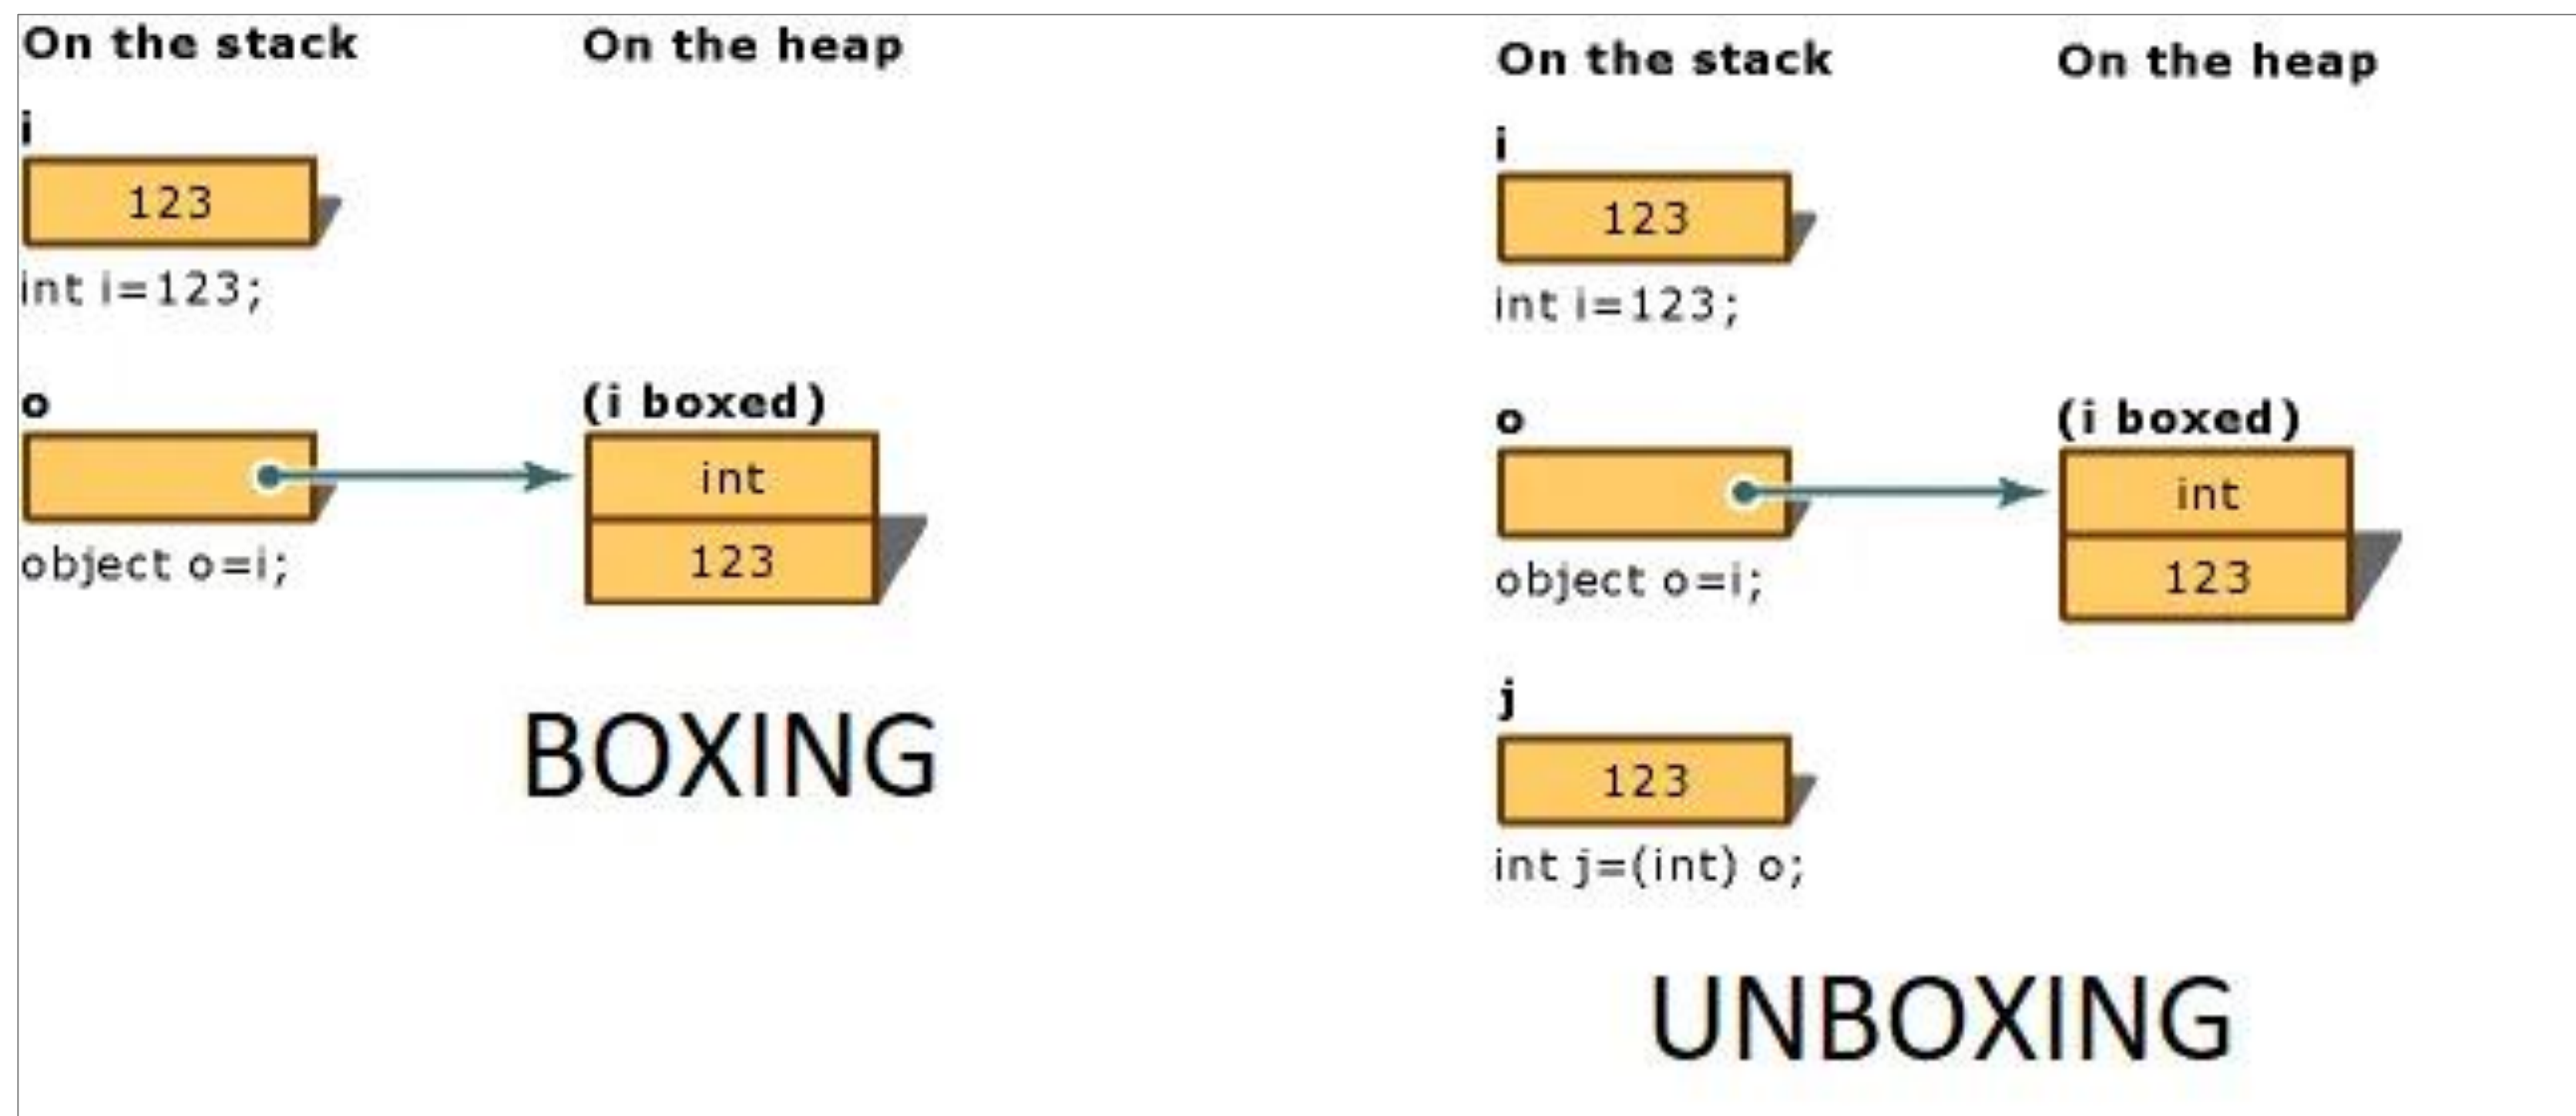 On the stack
On the heap
i
123
int i=123;
o
(i boxed)
int
123
object o=i;
BOXING
On the stack
On the heap
i
123
int i=123;
o
(i boxed)
int
123
object o=i;
j
123
int j=(int) o;
UNBOXING